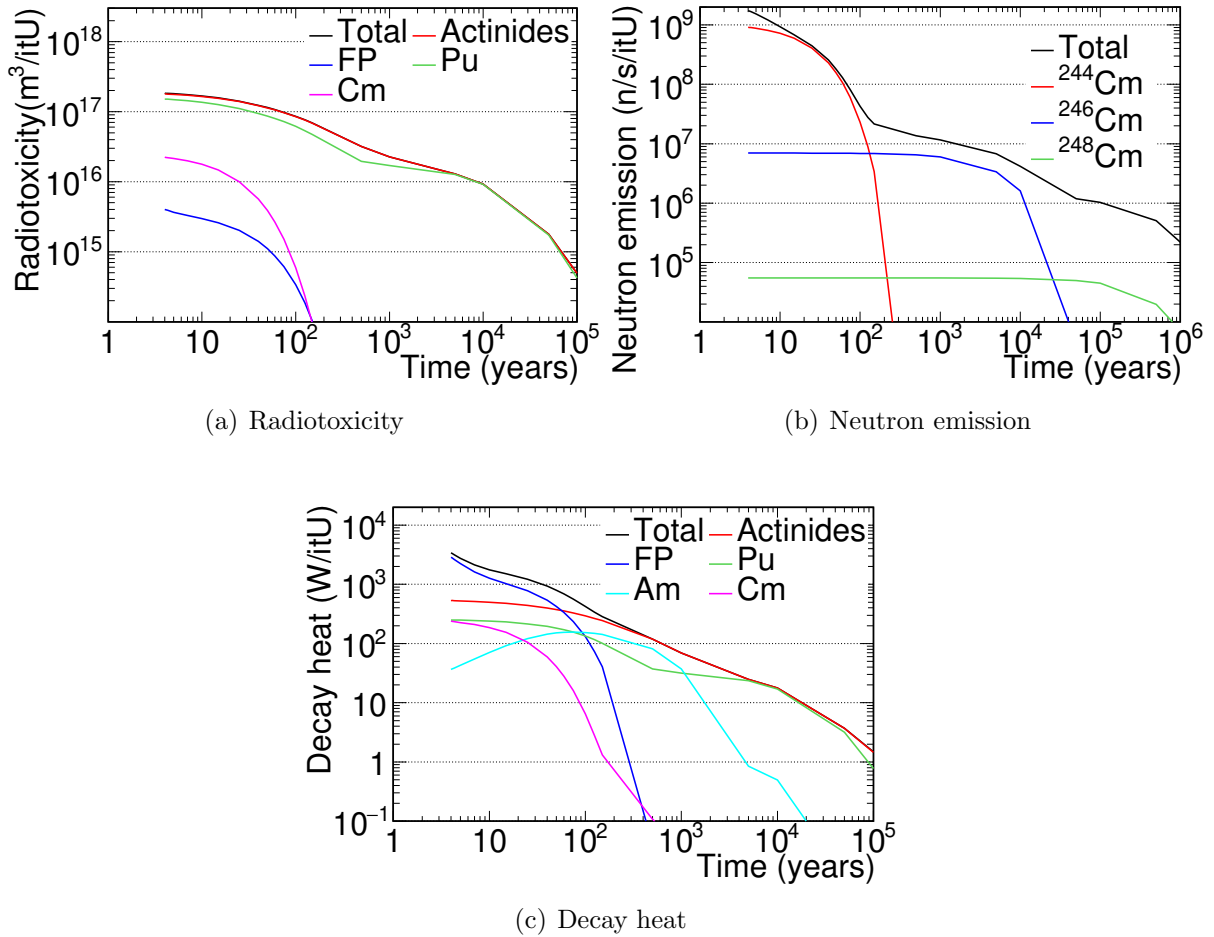 Radiotoxicity(m³/itU)
10¹⁸
10¹⁷
10¹⁶
10¹⁵
Total Actinides
FP Pu
Cm
1 10 10² 10³ 10⁴ 10⁵
Time (years)
(a) Radiotoxicity
Neutron emission (n/s/itU)
10⁹
10⁸
10⁷
10⁶
10⁵
Total
²⁴⁴Cm
²⁴⁶Cm
²⁴⁸Cm
1 10 10² 10³ 10⁴ 10⁵ 10⁶
Time (years)
(b) Neutron emission
Decay heat (W/itU)
10⁴
10³
10²
10
1
10⁻¹
Total Actinides
FP Pu
Am Cm
1 10 10² 10³ 10⁴ 10⁵
Time (years)
(c) Decay heat